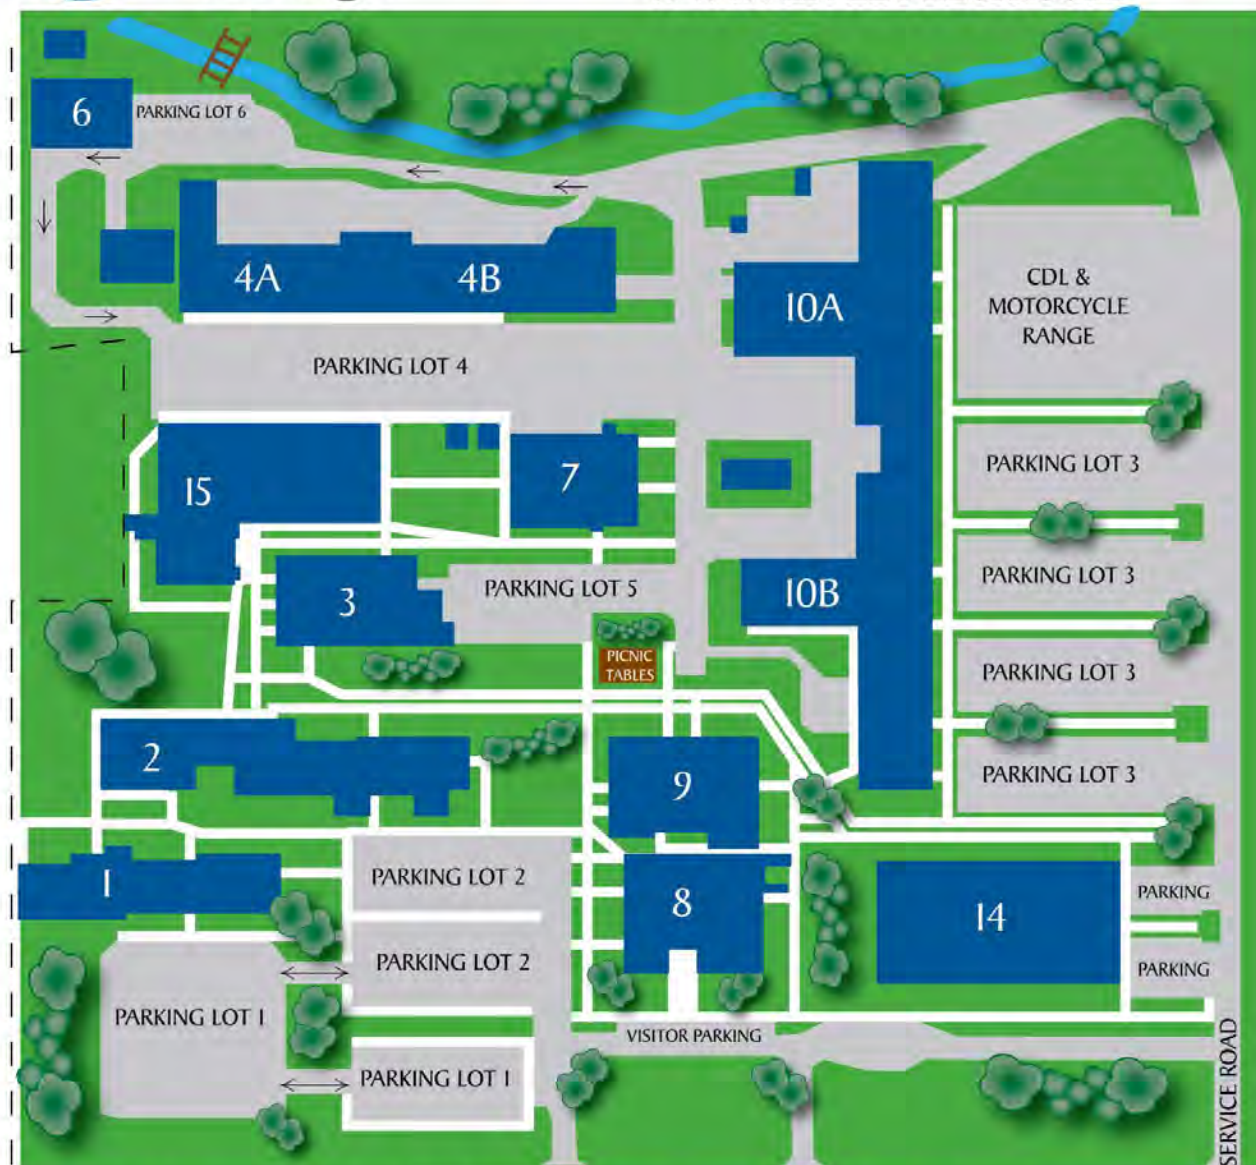 6
PARKING LOT 6
4A
4B
10A
CDL &
MOTORCYCLE
RANGE
PARKING LOT 4
15
7
PARKING LOT 3
3
PARKING LOT 5
10B
PARKING LOT 3
PICNIC
TABLES
PARKING LOT 3
2
9
PARKING LOT 3
1
PARKING LOT 2
8
14
PARKING
PARKING LOT 2
PARKING
PARKING LOT 1
VISITOR PARKING
PARKING LOT 1
SERVICE ROAD